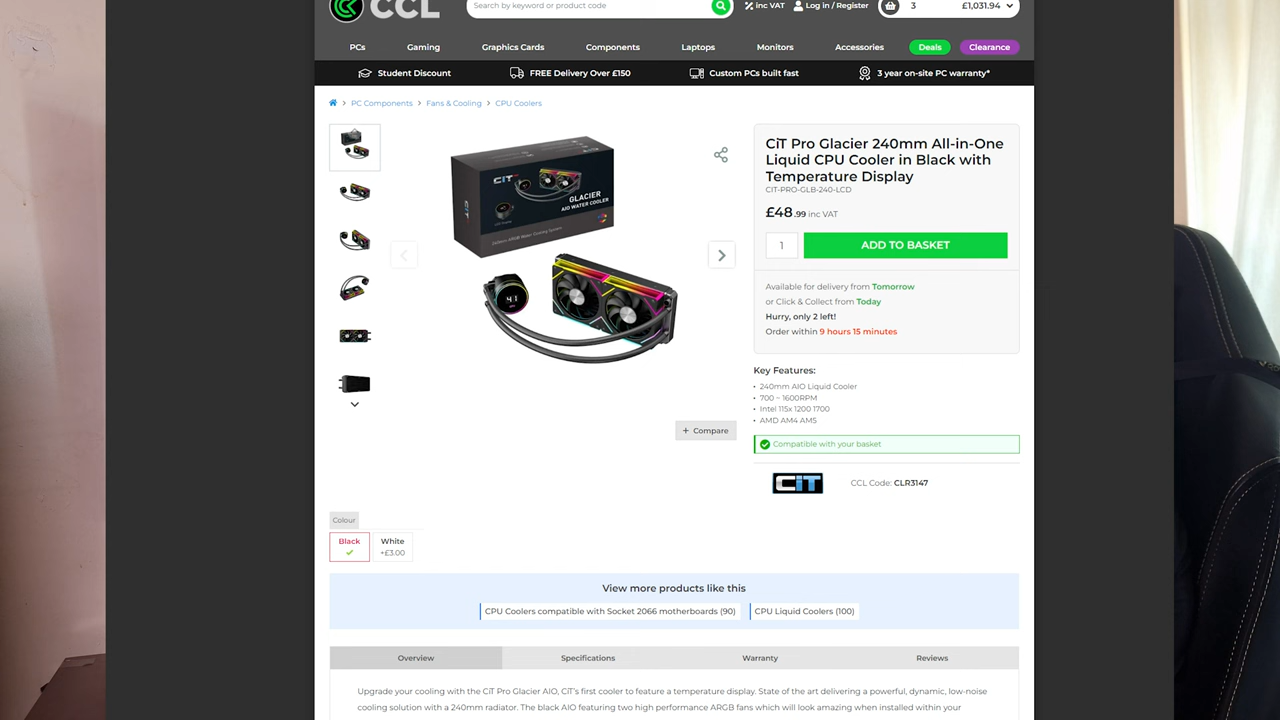 CCL
Search by keyword or product code
inc VAT
Log in / Register
3
£1,031.94
PCs
Gaming
Graphics Cards
Components
Laptops
Monitors
Accessories
Deals
Clearance
Student Discount
FREE Delivery Over £150
Custom PCs built fast
3 year on-site PC warranty*
PC Components
Fans & Cooling
CPU Coolers
CiT
GLACIER
AIO WATER COOLER
41
CiT Pro Glacier 240mm All-in-One
Liquid CPU Cooler in Black with
Temperature Display
CIT-PRO-GLB-240-LCD
£48.99 inc VAT
1
ADD TO BASKET
Available for delivery from Tomorrow
or Click & Collect from Today
Hurry, only 2 left!
Order within 9 hours 15 minutes
Key Features:
• 240mm AIO Liquid Cooler
• 700 ~ 1600RPM
• Intel 115x 1200 1700
• AMD AM4 AM5
+ Compare
Compatible with your basket
CiT
CCL Code: CLR3147
Colour
Black
White
+£3.00
View more products like this
CPU Coolers compatible with Socket 2066 motherboards (90)
CPU Liquid Coolers (100)
Overview
Specifications
Warranty
Reviews
Upgrade your cooling with the CiT Pro Glacier AIO, CiT's first cooler to feature a temperature display. State of the art delivering a powerful, dynamic, low-noise
cooling solution with a 240mm radiator. The black AIO featuring two high performance ARGB fans which will look amazing when installed within your